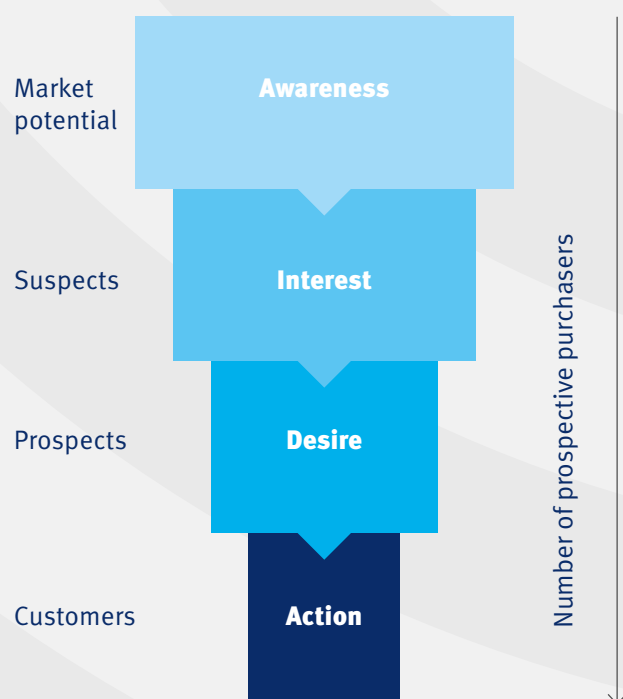 Market
potential
Awareness
Suspects
Interest
Prospects
Desire
Customers
Action
Number of prospective purchasers